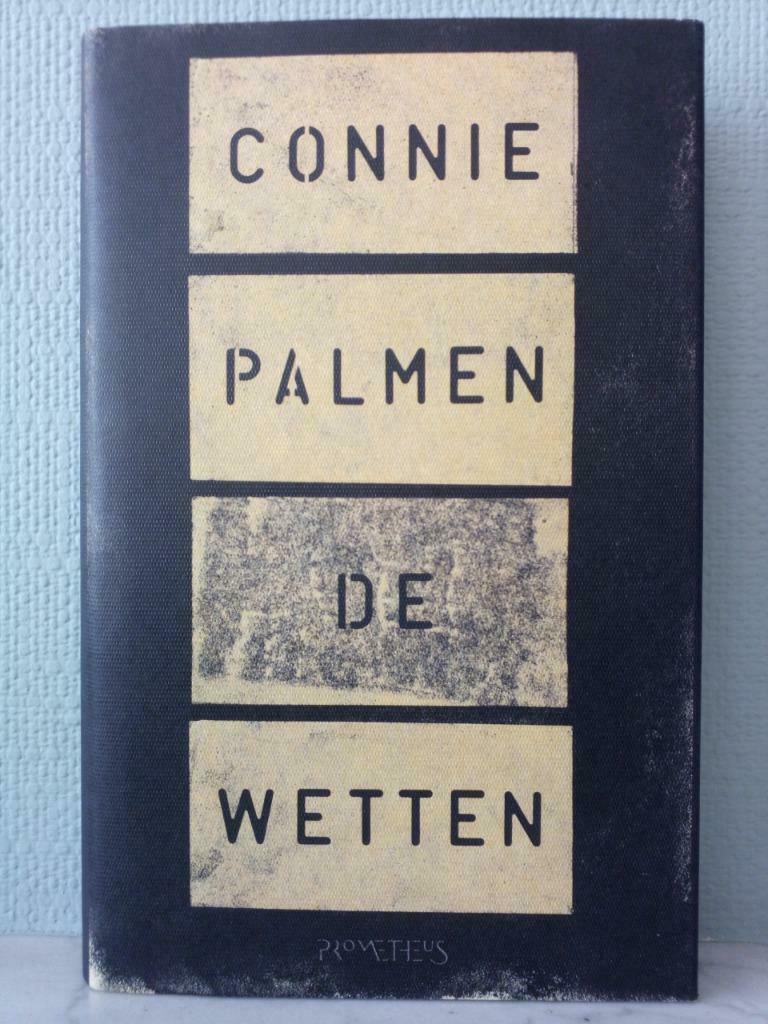 CONNIE
PALMEN
DE
WETTEN
PROMETHEUS